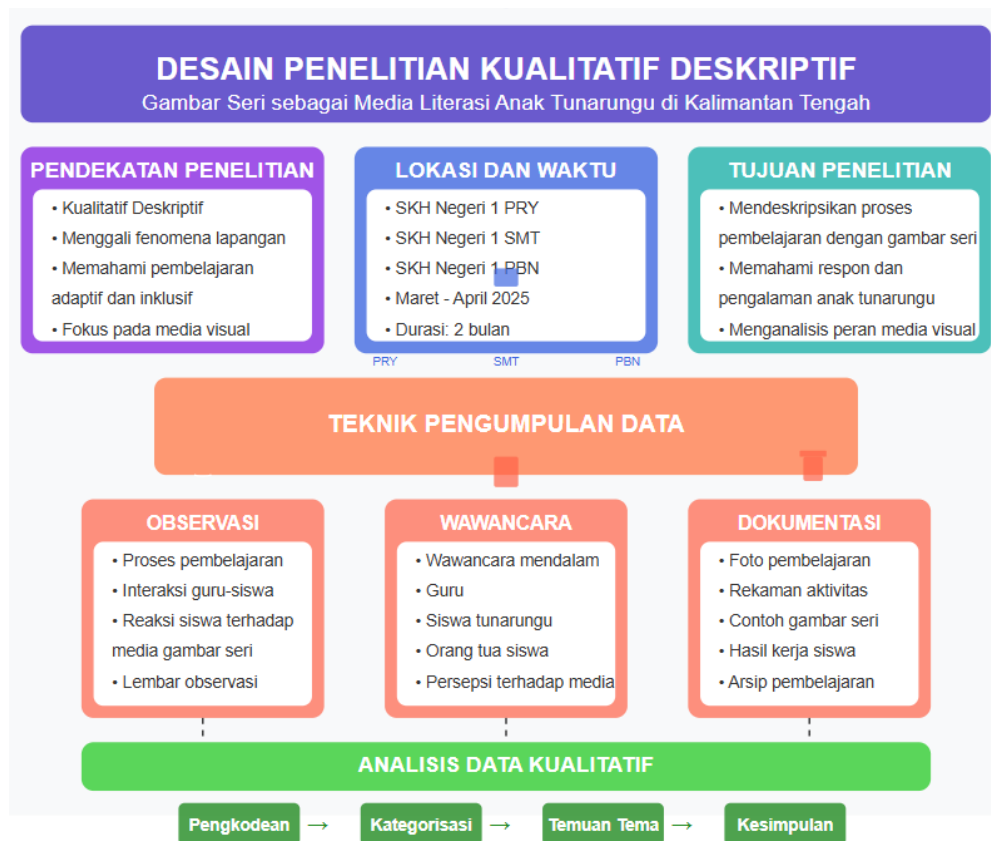 DESAIN PENELITIAN KUALITATIF DESKRIPTIF
Gambar Seri sebagai Media Literasi Anak Tunarungu di Kalimantan Tengah
PENDEKATAN PENELITIAN
• Kualitatif Deskriptif
• Menggali fenomena lapangan
• Memahami pembelajaran
adaptif dan inklusif
• Fokus pada media visual
LOKASI DAN WAKTU
• SKH Negeri 1 PRY
• SKH Negeri 1 SMT
• SKH Negeri 1 PBN
• Maret - April 2025
• Durasi: 2 bulan
PRY
SMT
PBN
TUJUAN PENELITIAN
• Mendeskripsikan proses
pembelajaran dengan gambar seri
• Memahami respon dan
pengalaman anak tunarungu
• Menganalisis peran media visual
TEKNIK PENGUMPULAN DATA
OBSERVASI
• Proses pembelajaran
• Interaksi guru-siswa
• Reaksi siswa terhadap
media gambar seri
• Lembar observasi
WAWANCARA
• Wawancara mendalam
• Guru
• Siswa tunarungu
• Orang tua siswa
• Persepsi terhadap media
DOKUMENTASI
• Foto pembelajaran
• Rekaman aktivitas
• Contoh gambar seri
• Hasil kerja siswa
• Arsip pembelajaran
ANALISIS DATA KUALITATIF
Pengkodean → Kategorisasi → Temuan Tema → Kesimpulan